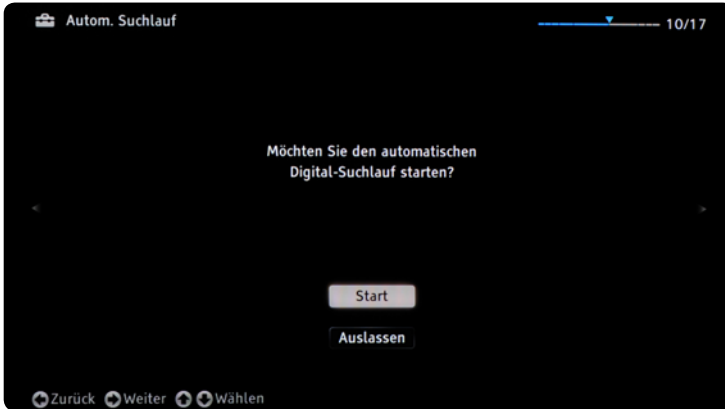 Autom. Suchlauf
10/17
Möchten Sie den automatischen
Digital-Suchlauf starten?
Start
Auslassen
Zurück Weiter Wählen